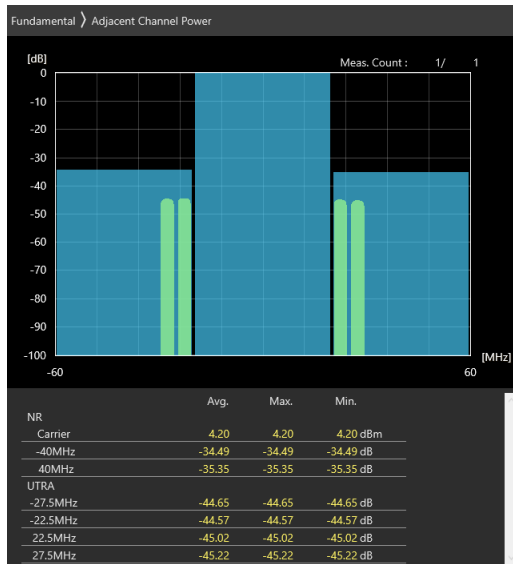 Fundamental 〉 Adjacent Channel Power
[dB]
Meas. Count : 1/ 1
0
-10
-20
-30
-40
-50
-60
-70
-80
-90
-100
[MHz]
-60 60
Avg. Max. Min.
NR
Carrier 4.20 4.20 4.20 dBm
-40MHz -34.49 -34.49 -34.49 dB
40MHz -35.35 -35.35 -35.35 dB
UTRA
-27.5MHz -44.65 -44.65 -44.65 dB
-22.5MHz -44.57 -44.57 -44.57 dB
22.5MHz -45.02 -45.02 -45.02 dB
27.5MHz -45.22 -45.22 -45.22 dB